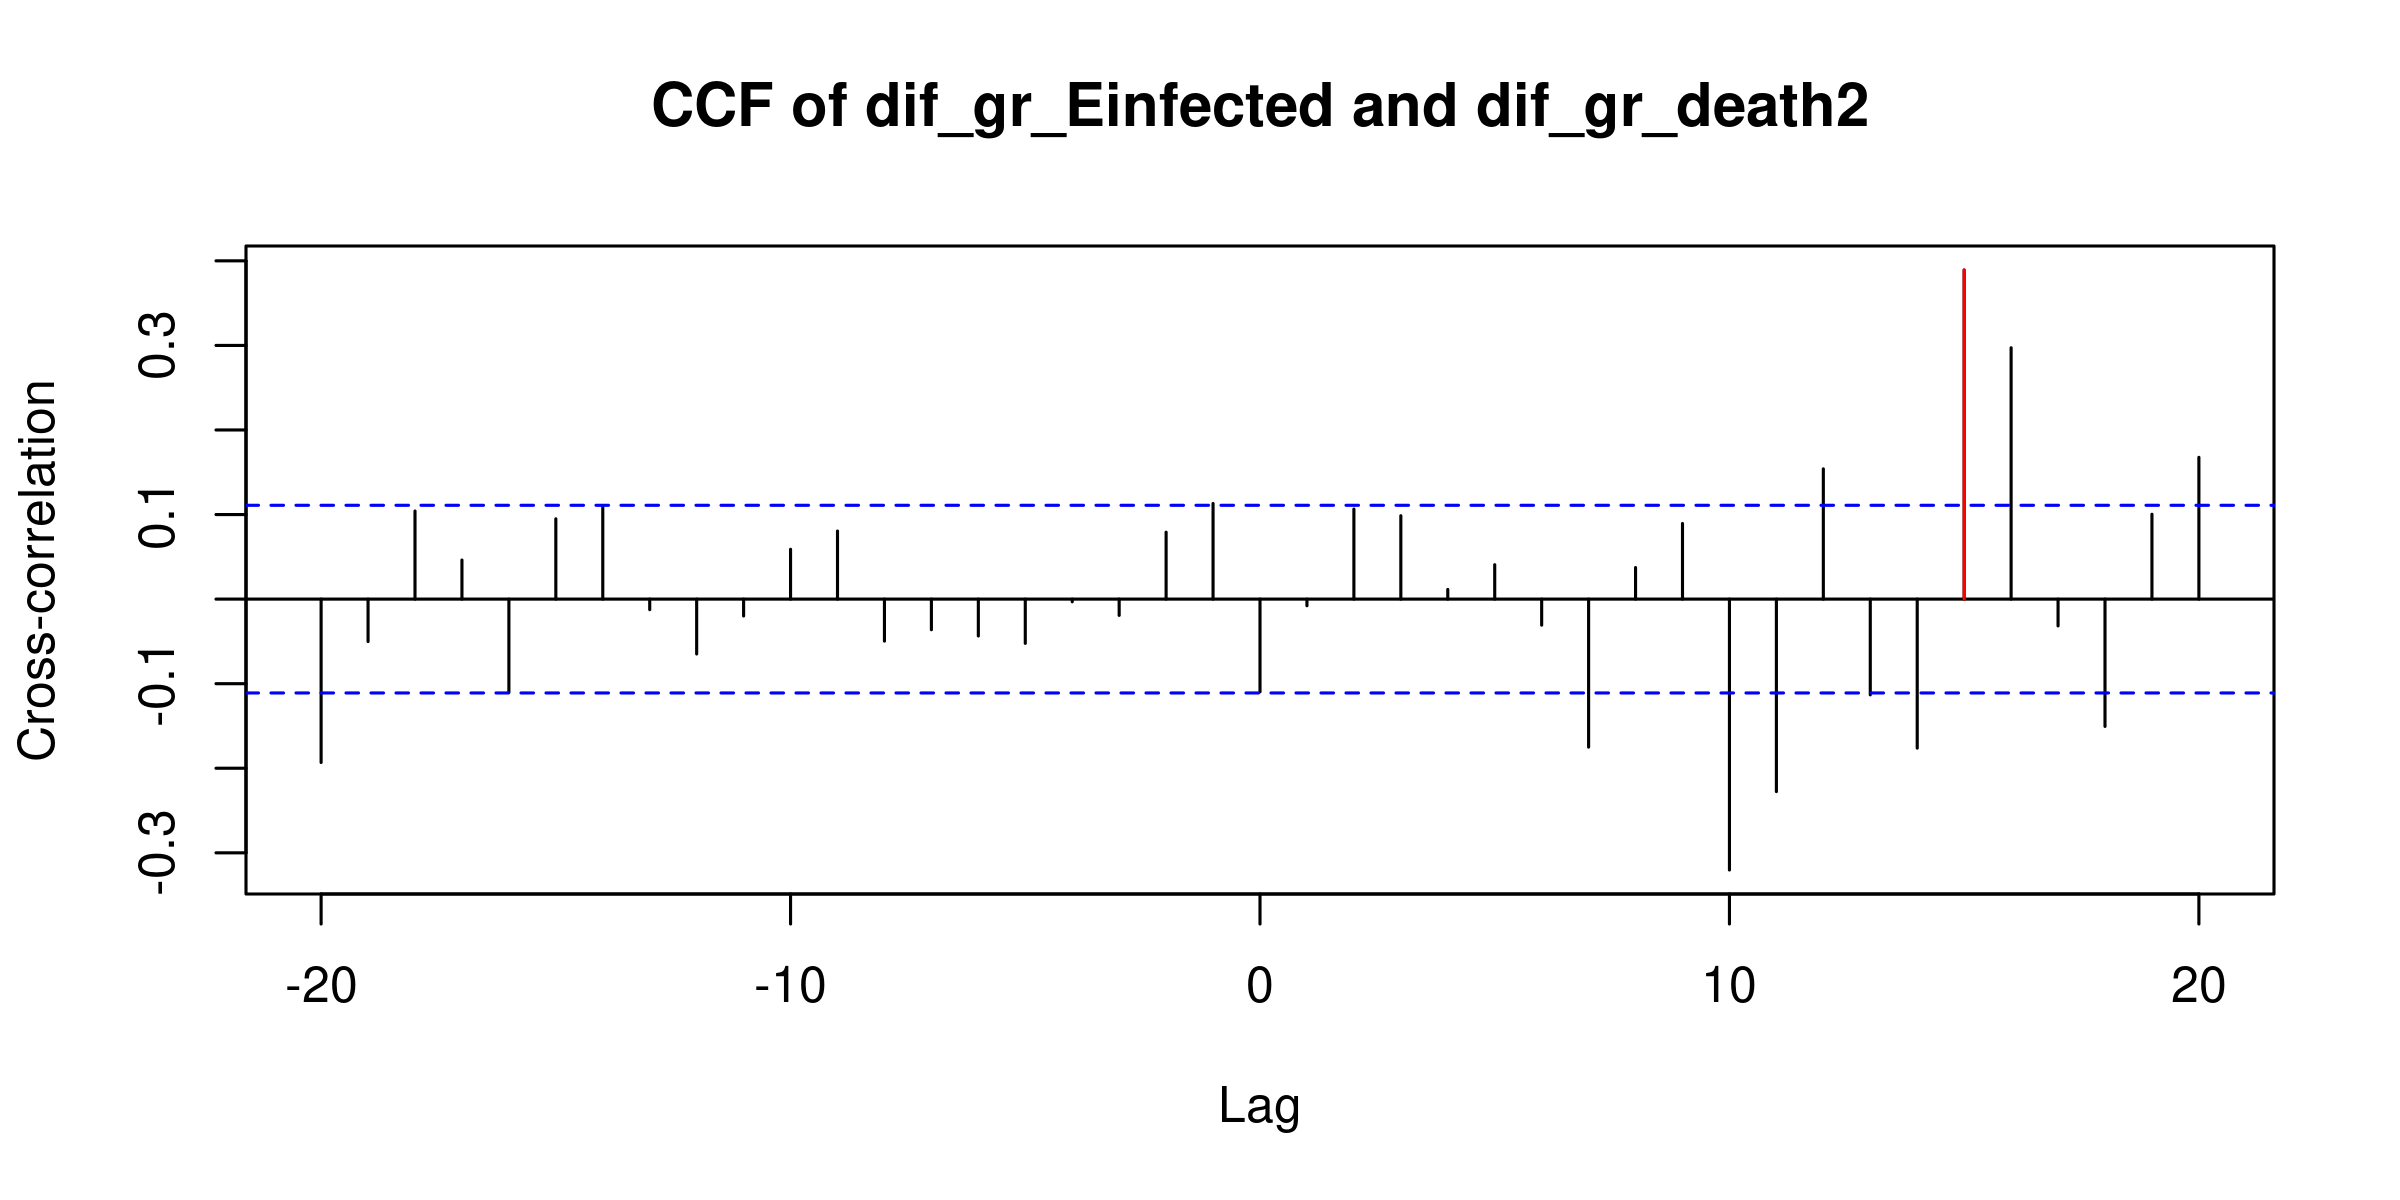 CCF of dif_gr_Einfected and dif_gr_death2
Cross-correlation
0.3
0.1
-0.1
-0.3
-20 -10 0 10 20
Lag